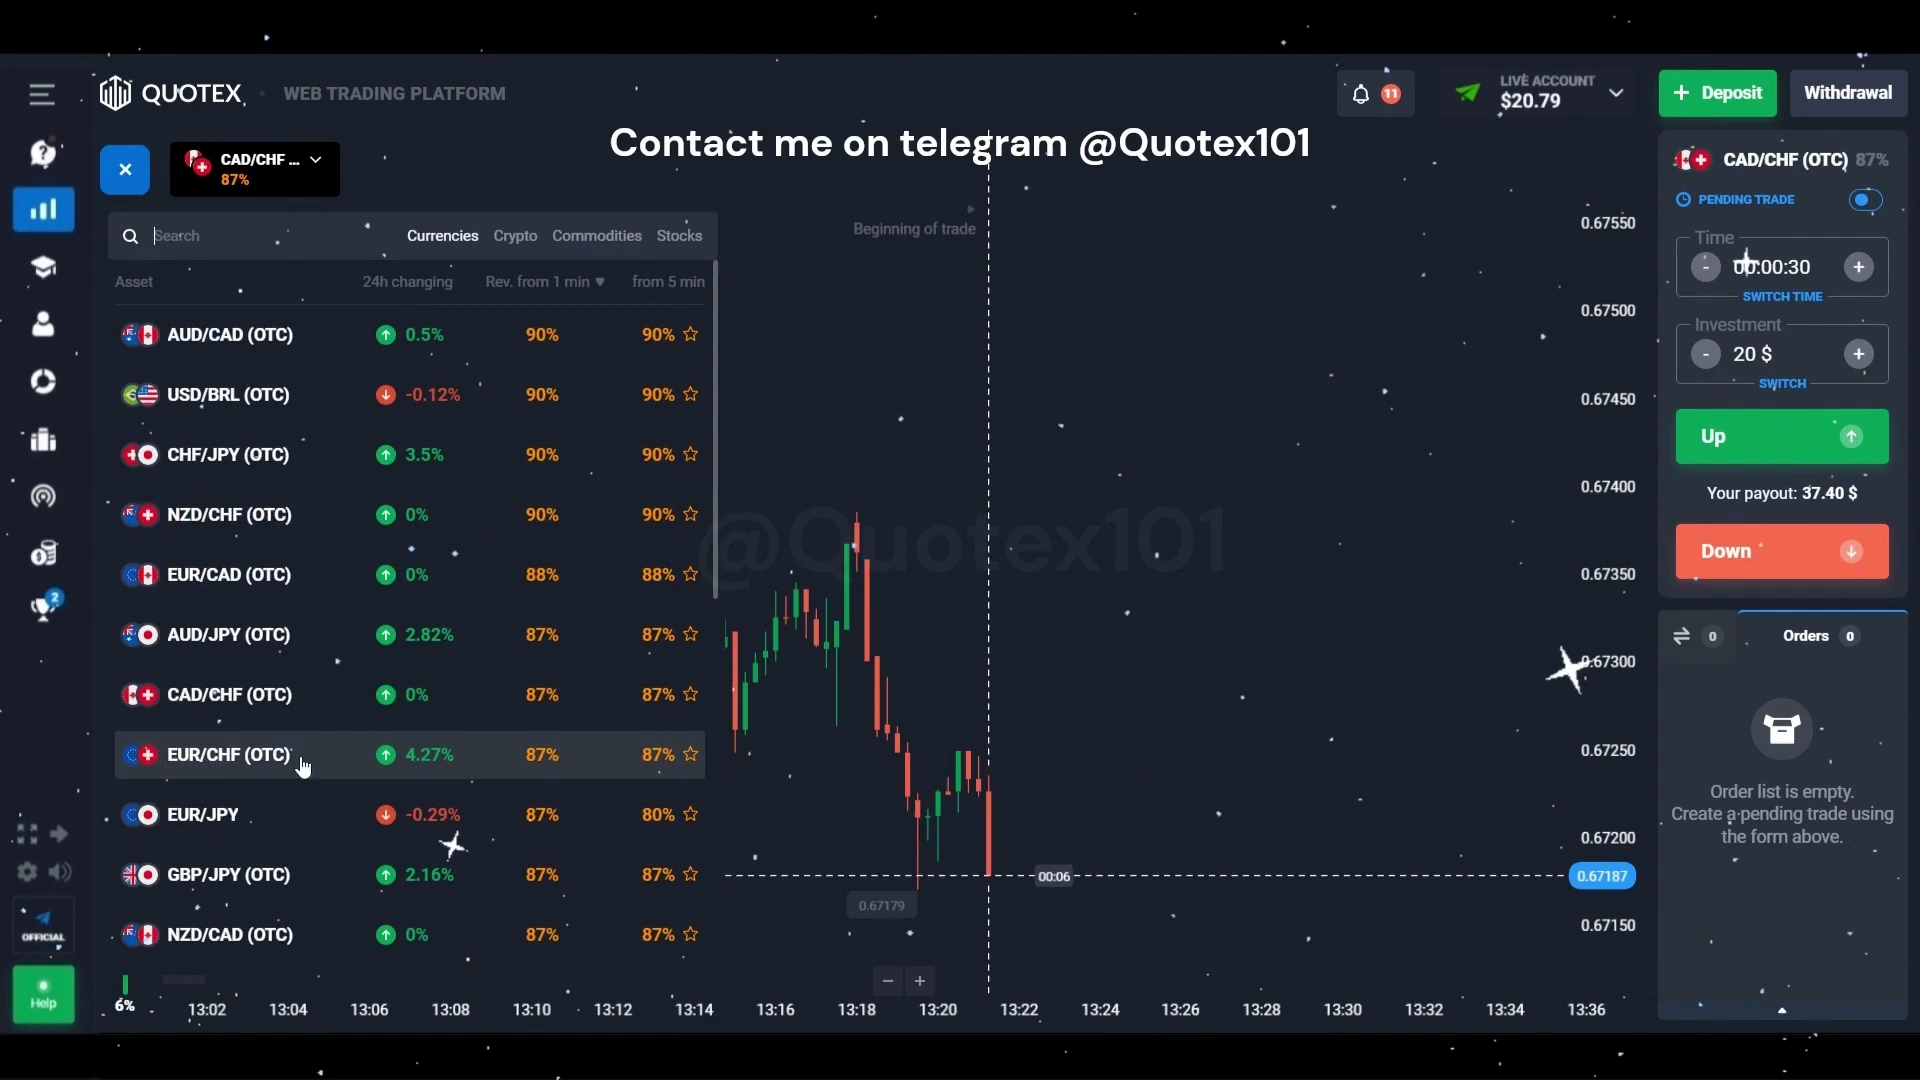 QUOTEX
WEB TRADING PLATFORM
11
LIVE ACCOUNT
$20.79
+ Deposit
Withdrawal
Contact me on telegram @Quotex101
CAD/CHF ...
87%
CAD/CHF (OTC) 87%
PENDING TRADE
Search
Currencies Crypto Commodities Stocks
Asset 24h changing Rev. from 1 min from 5 min
AUD/CAD (OTC) 0.5% 90% 90%
USD/BRL (OTC) -0.12% 90% 90%
CHF/JPY (OTC) 3.5% 90% 90%
NZD/CHF (OTC) 0% 90% 90%
EUR/CAD (OTC) 0% 88% 88%
AUD/JPY (OTC) 2.82% 87% 87%
CAD/CHF (OTC) 0% 87% 87%
EUR/CHF (OTC) 4.27% 87% 87%
EUR/JPY -0.29% 87% 80%
GBP/JPY (OTC) 2.16% 87% 87%
NZD/CAD (OTC) 0% 87% 87%
Beginning of trade
@Quotex101
0.67550
0.67500
0.67450
0.67400
0.67350
0.67300
0.67250
0.67200
0.67187
0.67150
00:06
0.67179
- +
6%
13:02 13:04 13:06 13:08 13:10 13:12 13:14 13:16 13:18 13:20 13:22 13:24 13:26 13:28 13:30 13:32 13:34 13:36
Time
- 00:00:30 +
SWITCH TIME
Investment
- 20 $ +
SWITCH
Up
Your payout: 37.40 $
Down
0
Orders 0
Order list is empty.
Create a pending trade using
the form above.
2
OFFICIAL
Help